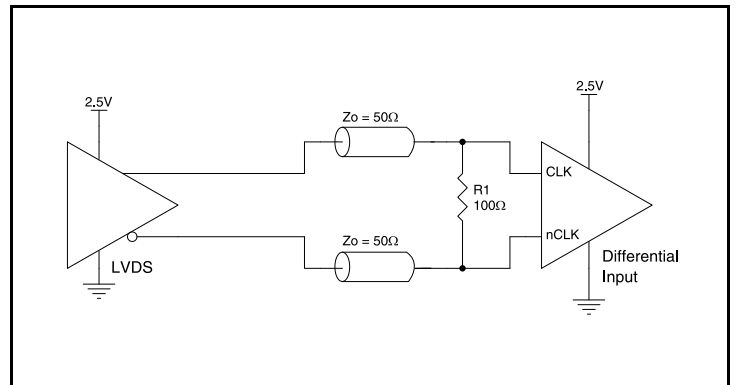 2.5V
2.5V
Zo = 50Ω
CLK
R1
100Ω
Zo = 50Ω
nCLK
LVDS
Differential
Input